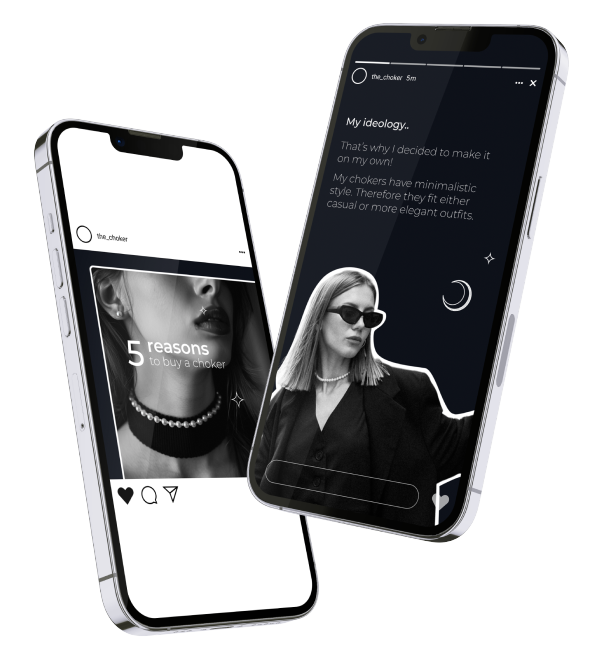 the_choker
5 reasons
to buy a choker
the_choker 5m
My ideology..
That's why I decided to make it
on my own!
My chokers have minimalistic
style. Therefore they fit either
casual or more elegant outfits.